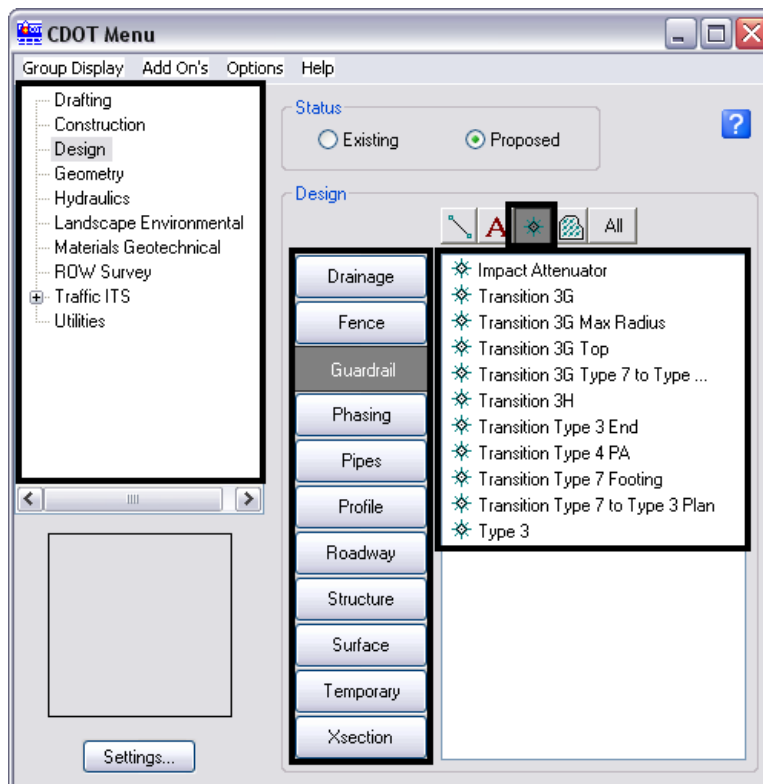 CDOT Menu
Group Display Add On's Options Help
Drafting
Construction
Design
Geometry
Hydraulics
Landscape Environmental
Materials Geotechnical
ROW Survey
Traffic ITS
Utilities
Settings...
Status
Existing Proposed
?
Design
A All
Drainage
Fence
Guardrail
Phasing
Pipes
Profile
Roadway
Structure
Surface
Temporary
Xsection
Impact Attenuator
Transition 3G
Transition 3G Max Radius
Transition 3G Top
Transition 3G Type 7 to Type ...
Transition 3H
Transition Type 3 End
Transition Type 4 PA
Transition Type 7 Footing
Transition Type 7 to Type 3 Plan
Type 3